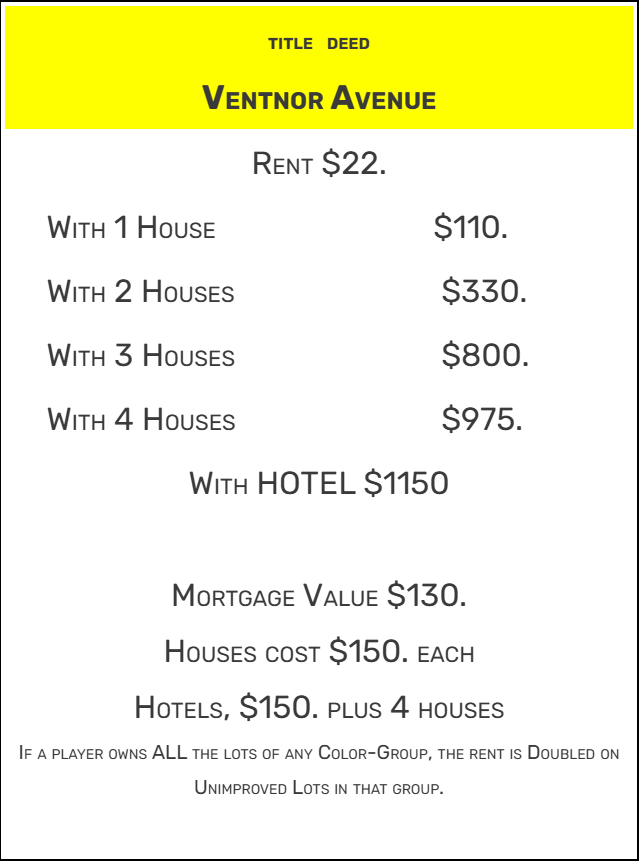 TITLE DEED
VENTNOR AVENUE
RENT $22.
WITH 1 HOUSE $110.
WITH 2 HOUSES $330.
WITH 3 HOUSES $800.
WITH 4 HOUSES $975.
WITH HOTEL $1150
MORTGAGE VALUE $130.
HOUSES COST $150. EACH
HOTELS, $150. PLUS 4 HOUSES
IF A PLAYER OWNS ALL THE LOTS OF ANY COLOR-GROUP, THE RENT IS DOUBLED ON
UNIMPROVED LOTS IN THAT GROUP.